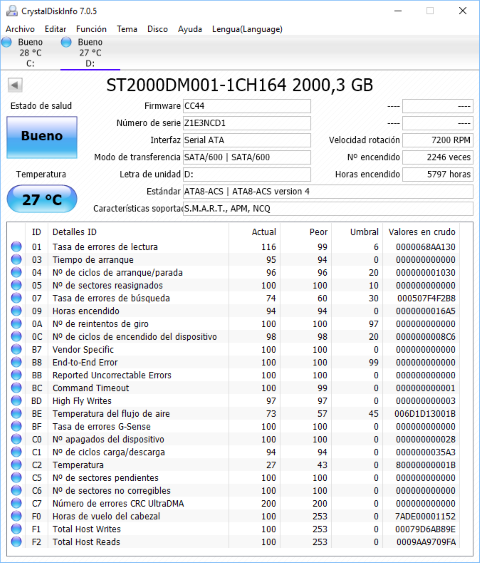 CrystalDiskInfo 7.0.5
Archivo Editar Función Tema Disco Ayuda Lengua(Language)
Bueno 28 °C C:
Bueno 27 °C D:
ST2000DM001-1CH164 2000,3 GB
Estado de salud
Bueno
Temperatura
27 °C
Firmware CC44 ---- ----
Número de serie Z1E3NCD1 ---- ----
Interfaz Serial ATA Velocidad rotación 7200 RPM
Modo de transferencia SATA/600 | SATA/600 Nº encendido 2246 veces
Letra de unidad D: Horas encendido 5797 horas
Estándar ATA8-ACS | ATA8-ACS version 4
Características soportadas S.M.A.R.T., APM, NCQ
ID Detalles ID Actual Peor Umbral Valores en crudo
01 Tasa de errores de lectura 116 99 6 0000068AA130
03 Tiempo de arranque 95 94 0 000000000000
04 Nº de ciclos de arranque/parada 96 96 20 000000001030
05 Nº de sectores reasignados 100 100 10 000000000000
07 Tasa de errores de búsqueda 74 60 30 000507F4F2B8
09 Horas encendido 94 94 0 0000000016A5
0A Nº de reintentos de giro 100 100 97 000000000000
0C Nº de ciclos de encendido del dispositivo 98 98 20 0000000008C6
B7 Vendor Specific 100 100 0 000000000000
B8 End-to-End Error 100 100 99 000000000000
BB Reported Uncorrectable Errors 100 100 0 000000000000
BC Command Timeout 100 99 0 000000000001
BD High Fly Writes 97 97 0 000000000003
BE Temperatura del flujo de aire 73 57 45 006D1D13001B
BF Tasa de errores G-Sense 100 100 0 000000000000
C0 Nº apagados del dispositivo 100 100 0 000000000028
C1 Nº de ciclos carga/descarga 94 94 0 0000000035A3
C2 Temperatura 27 43 0 80000000001B
C5 Nº de sectores pendientes 100 100 0 000000000000
C6 Nº de sectores no corregibles 100 100 0 000000000000
C7 Número de errores CRC UltraDMA 200 200 0 000000000000
F0 Horas de vuelo del cabezal 100 253 0 7ADE00001152
F1 Total Host Writes 100 253 0 00079D6AB89E
F2 Total Host Reads 100 253 0 0009AA9709FA